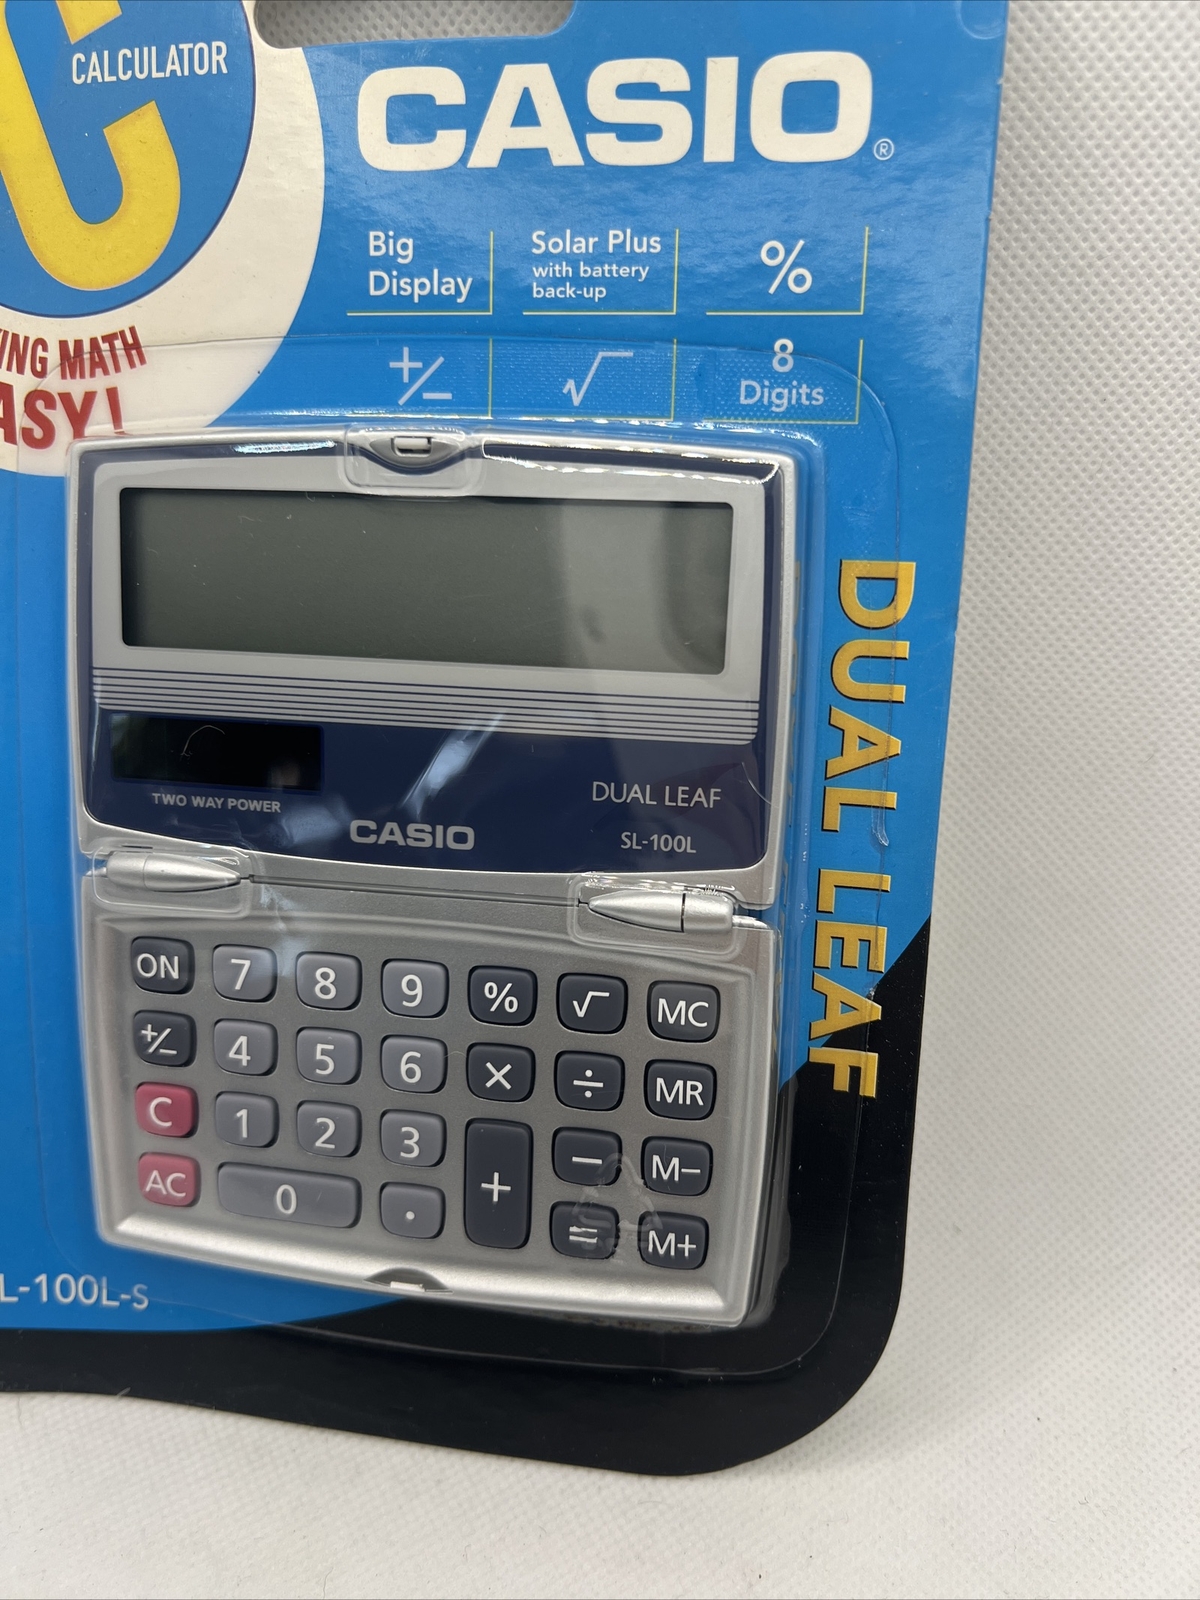 CALCULATOR
CASIO®
Big
Display
Solar Plus
with battery
back-up
%
+/−
√
8
Digits
MATH
DUAL LEAF
TWO WAY POWER
CASIO
DUAL LEAF
SL-100L
ON 7 8 9 % √ MC
+/− 4 5 6 × ÷ MR
C 1 2 3 + − M−
AC 0 . = M+
L-100L-S